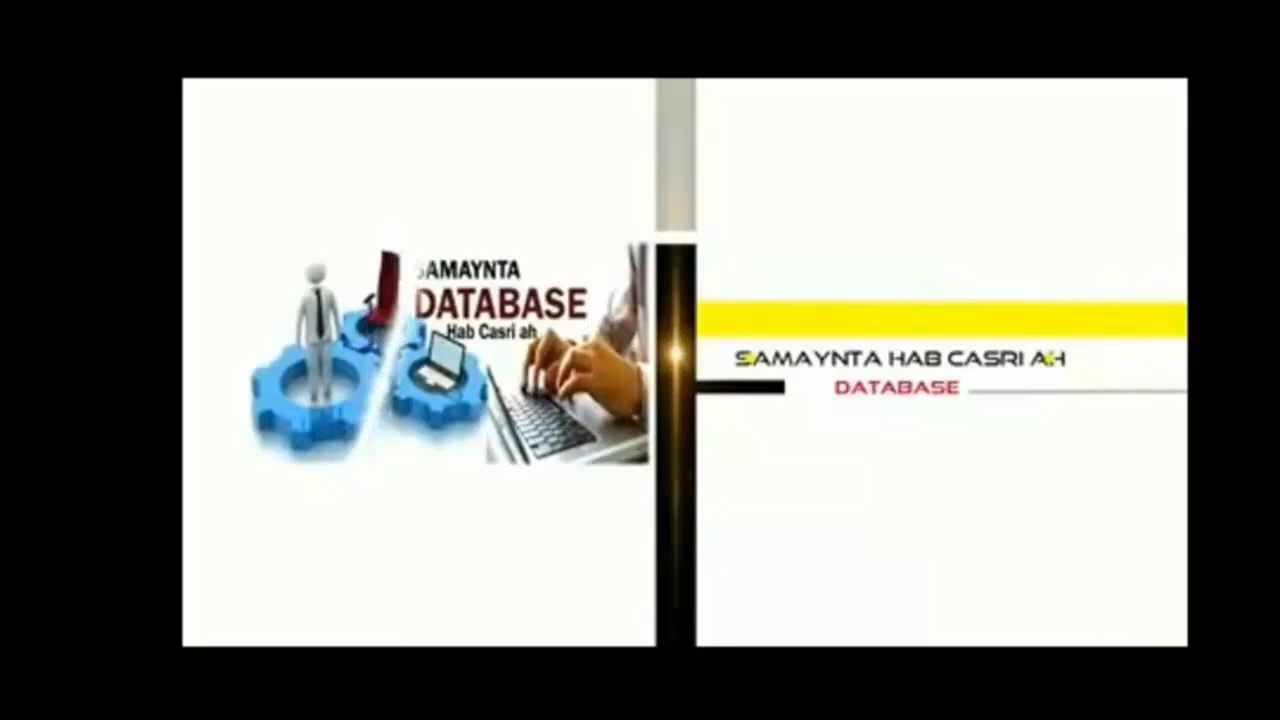 SAMAYNTA
DATABASE
Hab Casri ah
SAMAYNTA HAB CASRI AH
DATABASE